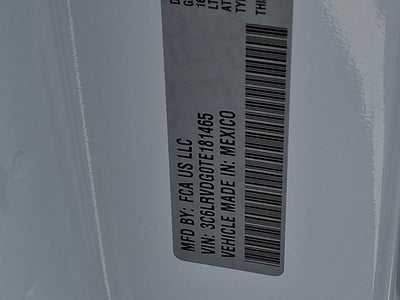 MFD BY: FCA US LLC
VIN: 3C6LRVDG0TE181465
VEHICLE MADE IN: MEXICO